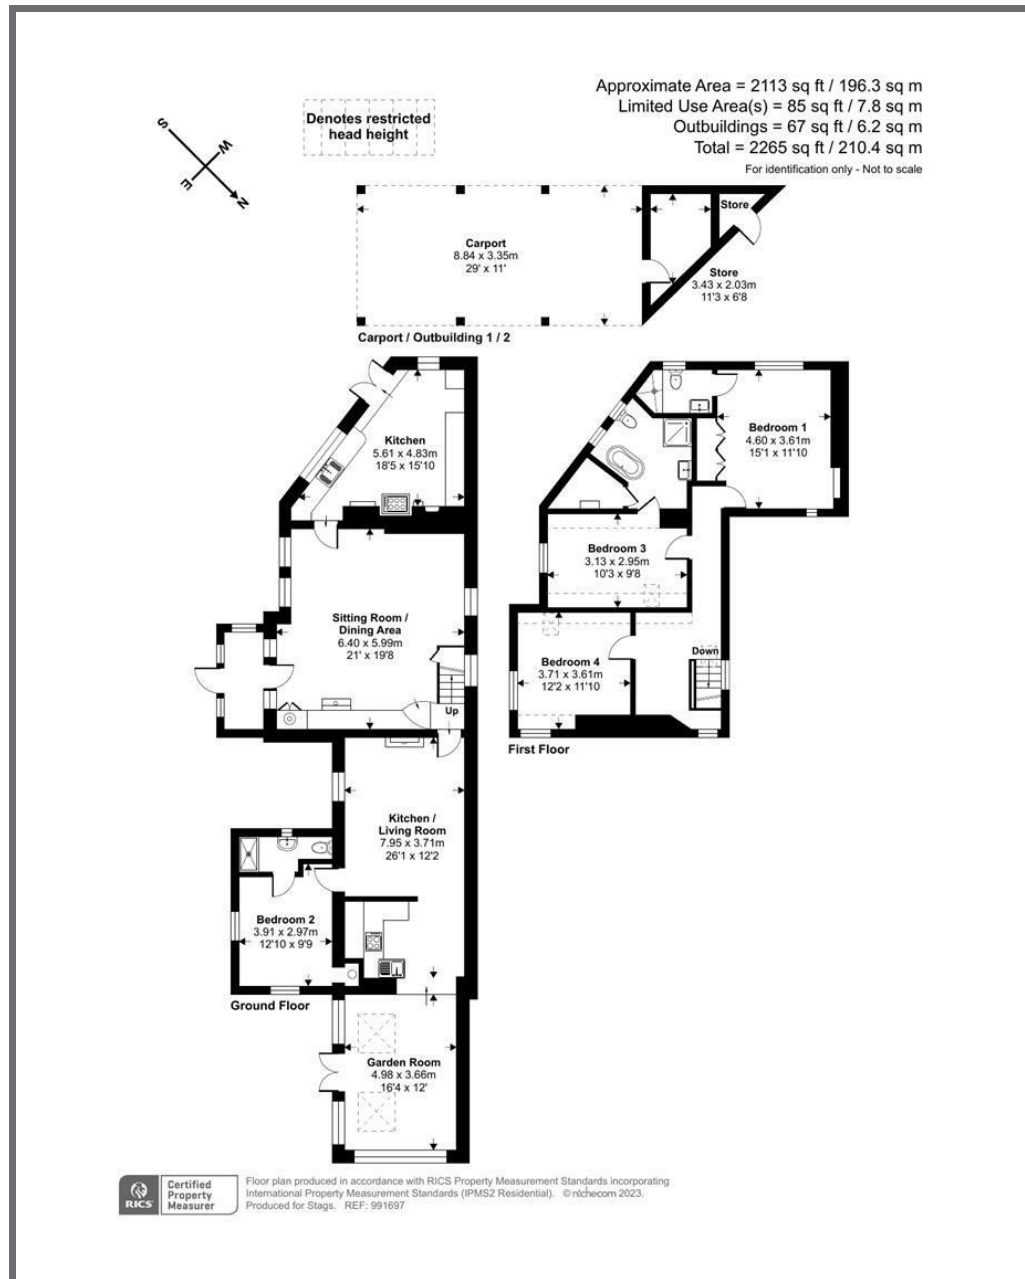 Approximate Area = 2113 sq ft / 196.3 sq m
Limited Use Area(s) = 85 sq ft / 7.8 sq m
Outbuildings = 67 sq ft / 6.2 sq m
Total = 2265 sq ft / 210.4 sq m
For identification only - Not to scale
Denotes restricted
head height
S
W
E
N
Store
Carport
8.84 x 3.35m
29' x 11'
Store
3.43 x 2.03m
11'3 x 6'8
Carport / Outbuilding 1 / 2
Kitchen
5.61 x 4.83m
18'5 x 15'10
Bedroom 1
4.60 x 3.61m
15'1 x 11'10
Bedroom 3
3.13 x 2.95m
10'3 x 9'8
Sitting Room /
Dining Area
6.40 x 5.99m
21' x 19'8
Up
Bedroom 4
3.71 x 3.61m
12'2 x 11'10
Down
First Floor
Kitchen /
Living Room
7.95 x 3.71m
26'1 x 12'2
Bedroom 2
3.91 x 2.97m
12'10 x 9'9
Ground Floor
Garden Room
4.98 x 3.66m
16'4 x 12'
RICS
Certified
Property
Measurer
Floor plan produced in accordance with RICS Property Measurement Standards incorporating
International Property Measurement Standards (IPMS2 Residential). © nichecom 2023.
Produced for Stags. REF: 991697